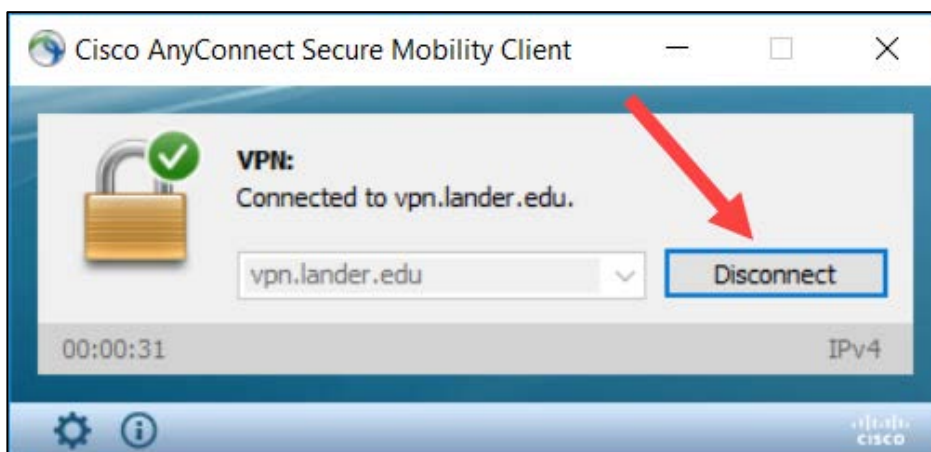 Cisco AnyConnect Secure Mobility Client
VPN:
Connected to vpn.lander.edu.
vpn.lander.edu
Disconnect
00:00:31
IPv4
cisco